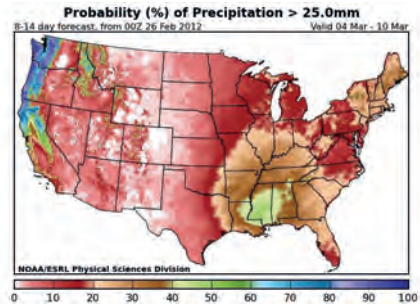 Probability (%) of Precipitation > 25.0mm
8-14 day forecast, from 00Z 26 Feb 2012 Valid 04 Mar - 10 Mar
NOAA/ESRL Physical Sciences Division
0 10 20 30 40 50 60 70 80 90 100